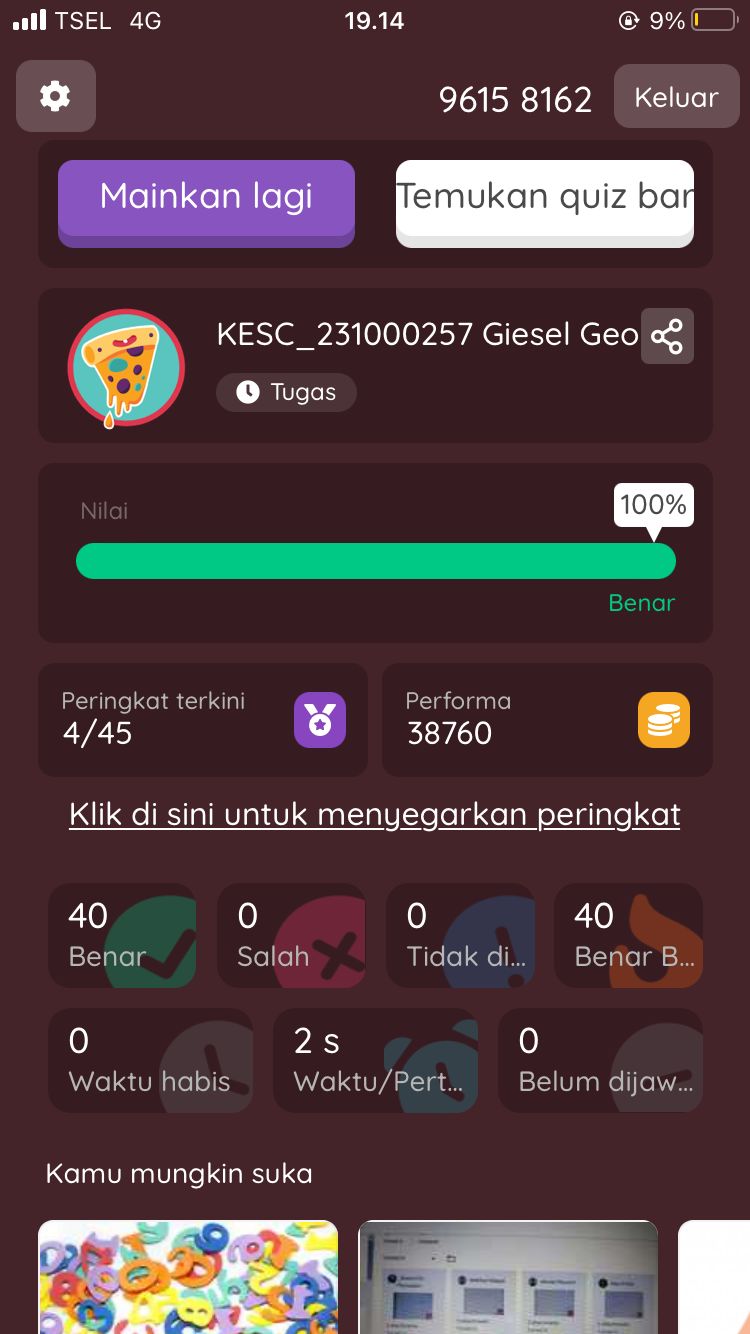 TSEL 4G 19.14 9%
9615 8162 Keluar
Mainkan lagi
Temukan quiz bar
KESC_231000257 Giesel Geo
Tugas
Nilai
100%
Benar
Peringkat terkini
4/45
Performa
38760
Klik di sini untuk menyegarkan peringkat
40
Benar
0
Salah
0
Tidak di...
40
Benar B...
0
Waktu habis
2 s
Waktu/Pert...
0
Belum dijaw...
Kamu mungkin suka